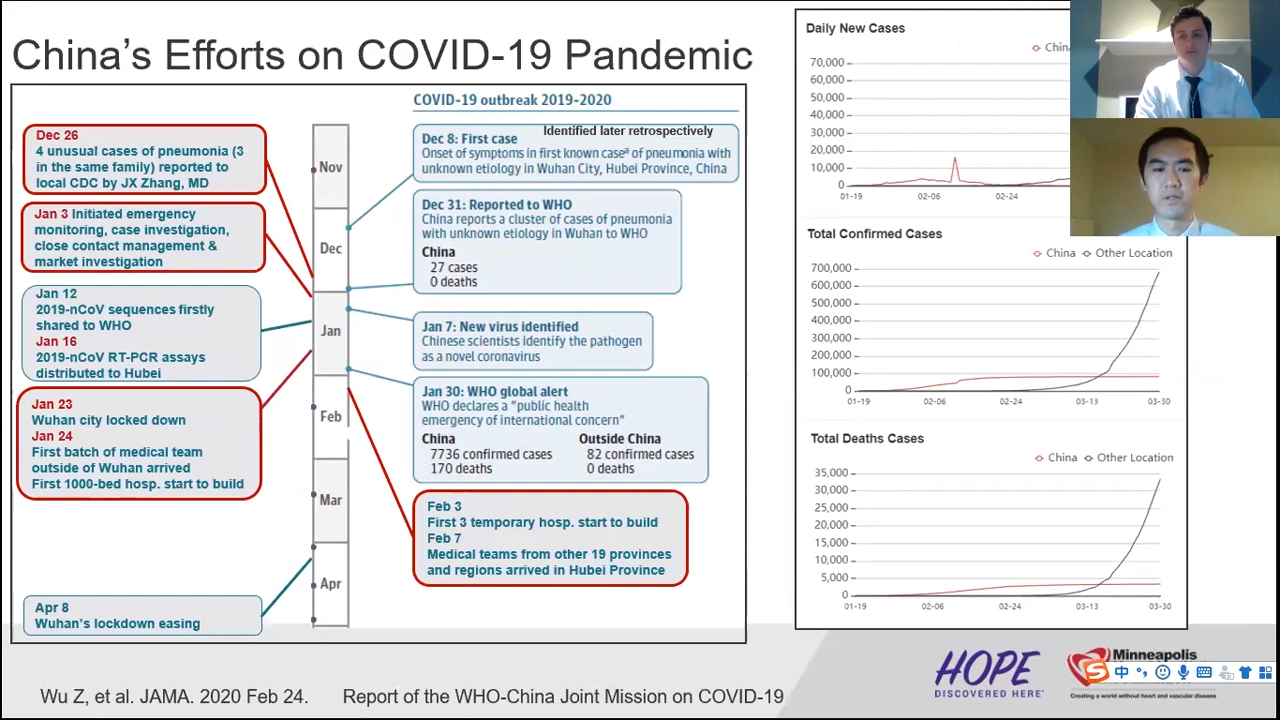 China's Efforts on COVID-19 Pandemic
COVID-19 outbreak 2019-2020
Dec 26
4 unusual cases of pneumonia (3
in the same family) reported to
local CDC by JX Zhang, MD
Jan 3 Initiated emergency
monitoring, case investigation,
close contact management &
market investigation
Jan 12
2019-nCoV sequences firstly
shared to WHO
Jan 16
2019-nCoV RT-PCR assays
distributed to Hubei
Jan 23
Wuhan city locked down
Jan 24
First batch of medical team
outside of Wuhan arrived
First 1000-bed hosp. start to build
Apr 8
Wuhan's lockdown easing
Nov
Dec
Jan
Feb
Mar
Apr
Identified later retrospectively
Dec 8: First case
Onset of symptoms in first known caseª of pneumonia with
unknown etiology in Wuhan City, Hubei Province, China
Dec 31: Reported to WHO
China reports a cluster of cases of pneumonia
with unknown etiology in Wuhan to WHO
China
27 cases
0 deaths
Jan 7: New virus identified
Chinese scientists identify the pathogen
as a novel coronavirus
Jan 30: WHO global alert
WHO declares a "public health
emergency of international concern"
China Outside China
7736 confirmed cases 82 confirmed cases
170 deaths 0 deaths
Feb 3
First 3 temporary hosp. start to build
Feb 7
Medical teams from other 19 provinces
and regions arrived in Hubei Province
Daily New Cases
China
70,000
60,000
50,000
40,000
30,000
20,000
10,000
0
01-19 02-06 02-24
Total Confirmed Cases
China Other Location
700,000
600,000
500,000
400,000
300,000
200,000
100,000
0
01-19 02-06 02-24 03-13 03-30
Total Deaths Cases
China Other Location
35,000
30,000
25,000
20,000
15,000
10,000
5,000
0
01-19 02-06 02-24 03-13 03-30
Wu Z, et al. JAMA. 2020 Feb 24. Report of the WHO-China Joint Mission on COVID-19
HOPE
DISCOVERED HERE™
Minneapolis
S 中
Creating a world without heart and vascular disease